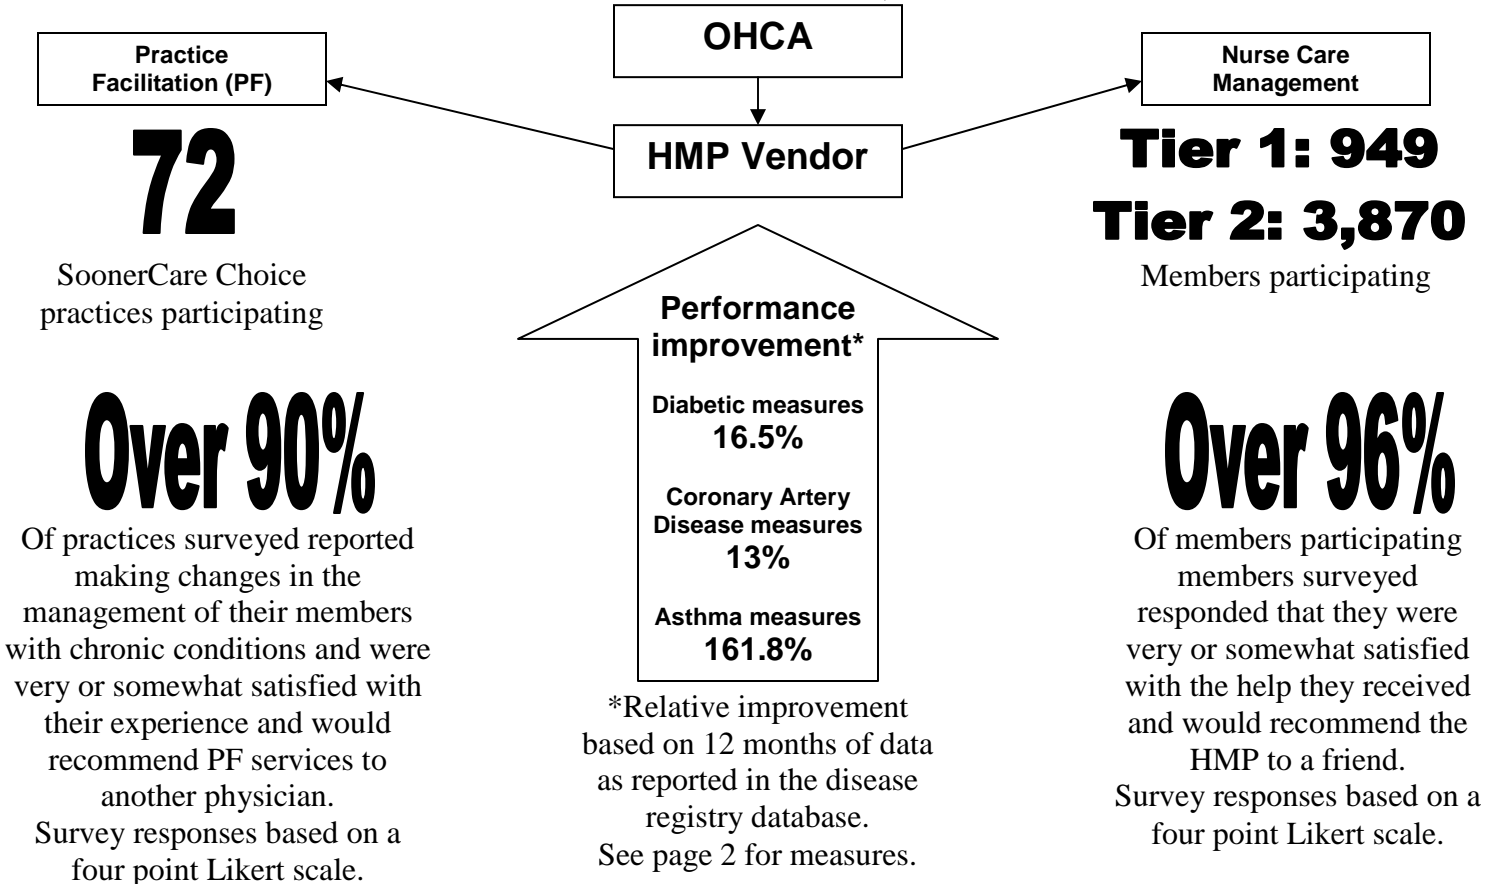 OHCA
HMP Vendor
Practice
Facilitation (PF)
72
SoonerCare Choice
practices participating
Over 90%
Of practices surveyed reported
making changes in the
management of their members
with chronic conditions and were
very or somewhat satisfied with
their experience and would
recommend PF services to
another physician.
Survey responses based on a
four point Likert scale.
Performance
improvement*
Diabetic measures
16.5%
Coronary Artery
Disease measures
13%
Asthma measures
161.8%
*Relative improvement
based on 12 months of data
as reported in the disease
registry database.
See page 2 for measures.
Nurse Care
Management
Tier 1: 949
Tier 2: 3,870
Members participating
Over 96%
Of members participating
members surveyed
responded that they were
very or somewhat satisfied
with the help they received
and would recommend the
HMP to a friend.
Survey responses based on a
four point Likert scale.